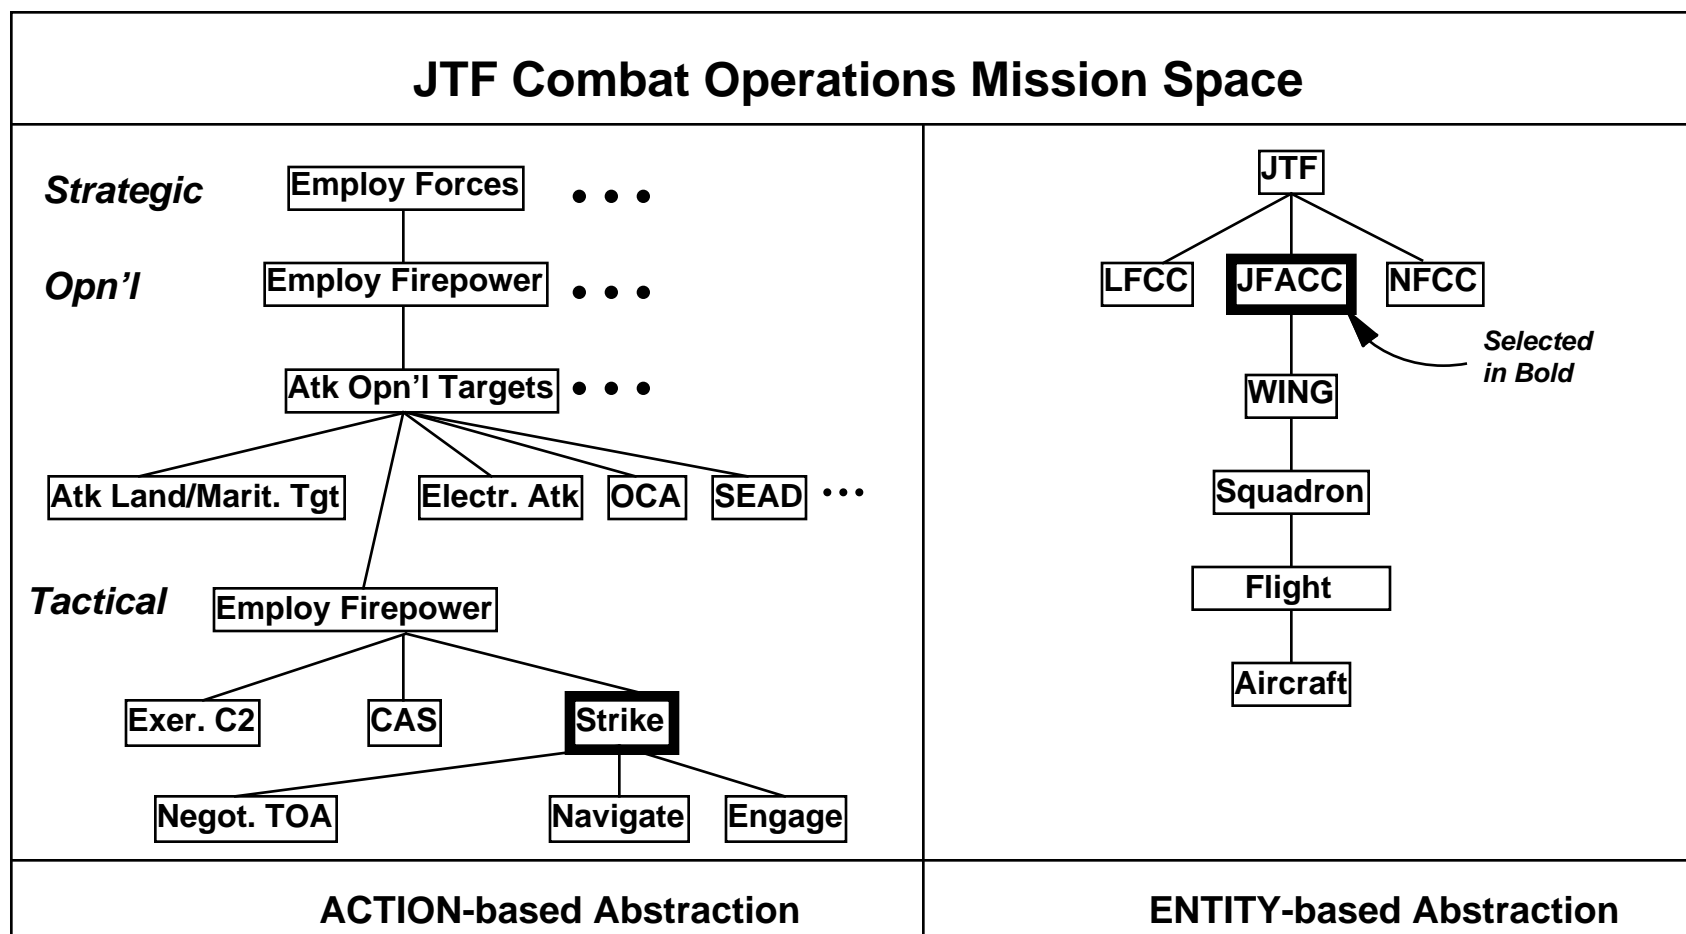 JTF Combat Operations Mission Space
Strategic
Employ Forces
• • •
Opn'l
Employ Firepower
• • •
Atk Opn'l Targets
• • •
Atk Land/Marit. Tgt
Electr. Atk
OCA
SEAD
•••
Tactical
Employ Firepower
Exer. C2
CAS
Strike
Negot. TOA
Navigate
Engage
ACTION-based Abstraction
JTF
LFCC
JFACC
NFCC
Selected
in Bold
WING
Squadron
Flight
Aircraft
ENTITY-based Abstraction